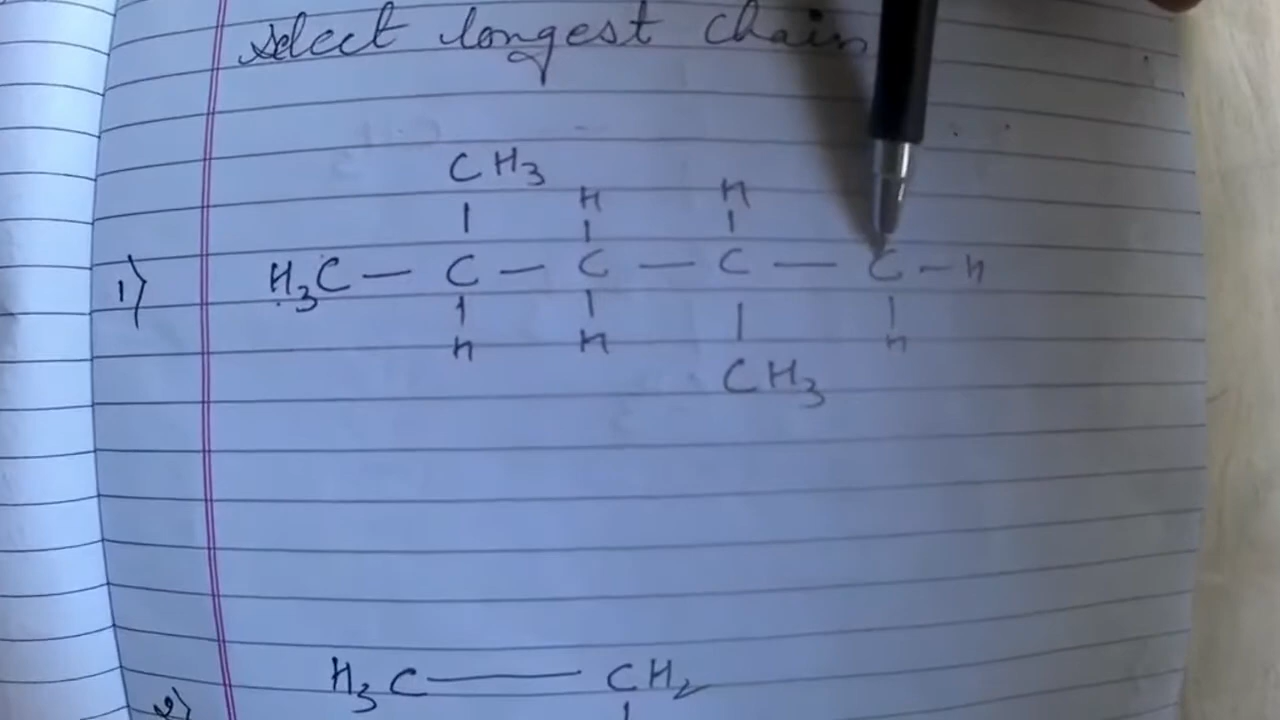 select longest chain
CH3
H H
1) H3C — C — C — C — C — H
H H H
CH3
2) H3C — CH2